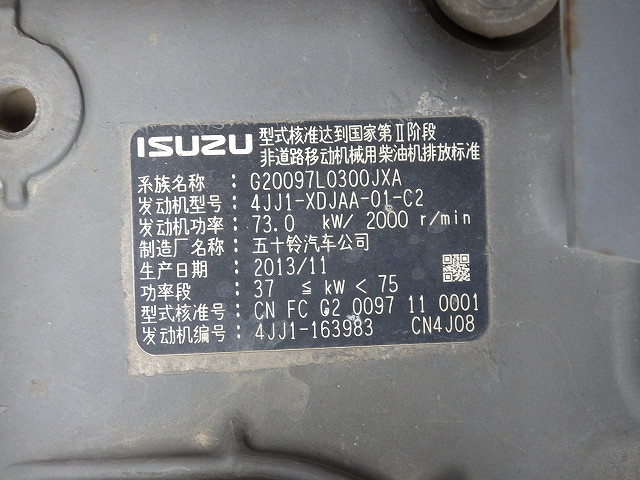 ISUZU 型式核准达到国家第Ⅱ阶段
非道路移动机械用柴油机排放标准
系族名称 : G20097L0300JXA
发动机型号 : 4JJ1-XDJAA-01-C2
发动机功率 : 73.0 kW/ 2000 r/min
制造厂名称 : 五十铃汽车公司
生产日期 : 2013/11
功率段 : 37 ≦ kW < 75
型式核准号 : CN FC G2 0097 11 0001
发动机编号 : 4JJ1-163983 CN4J08